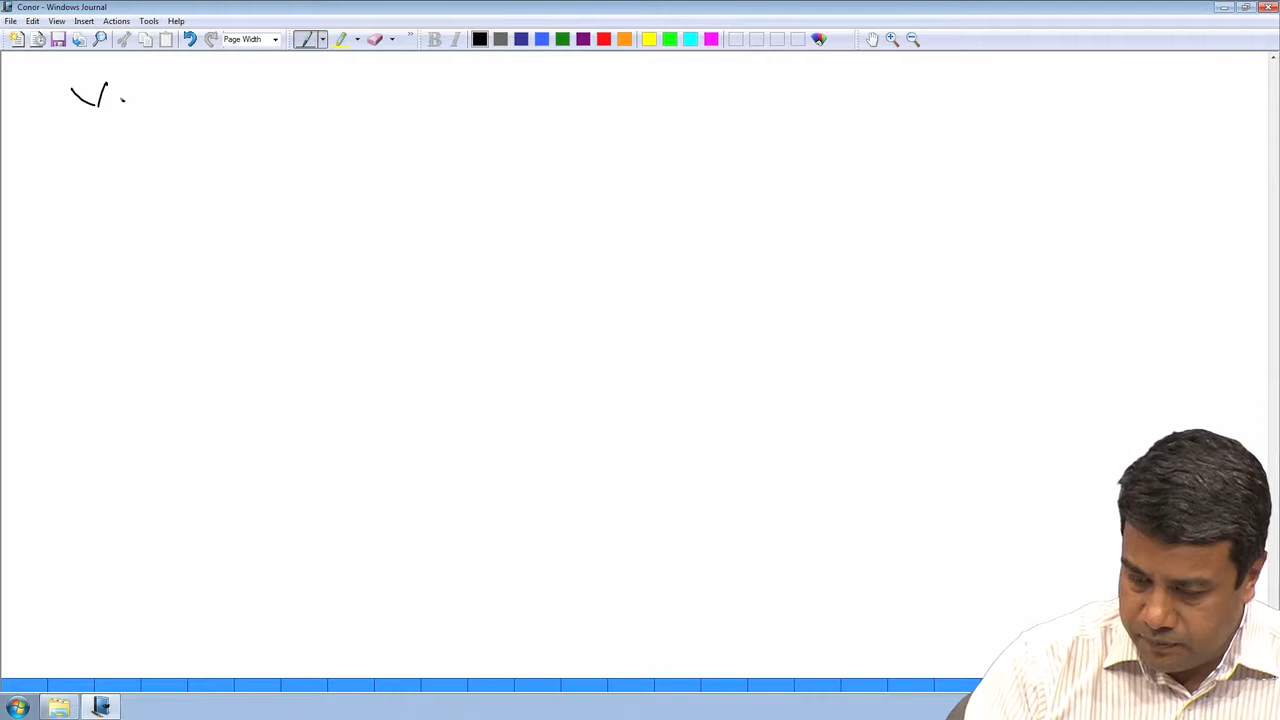 Conor - Windows Journal
File Edit View Insert Actions Tools Help
Page Width B I
V